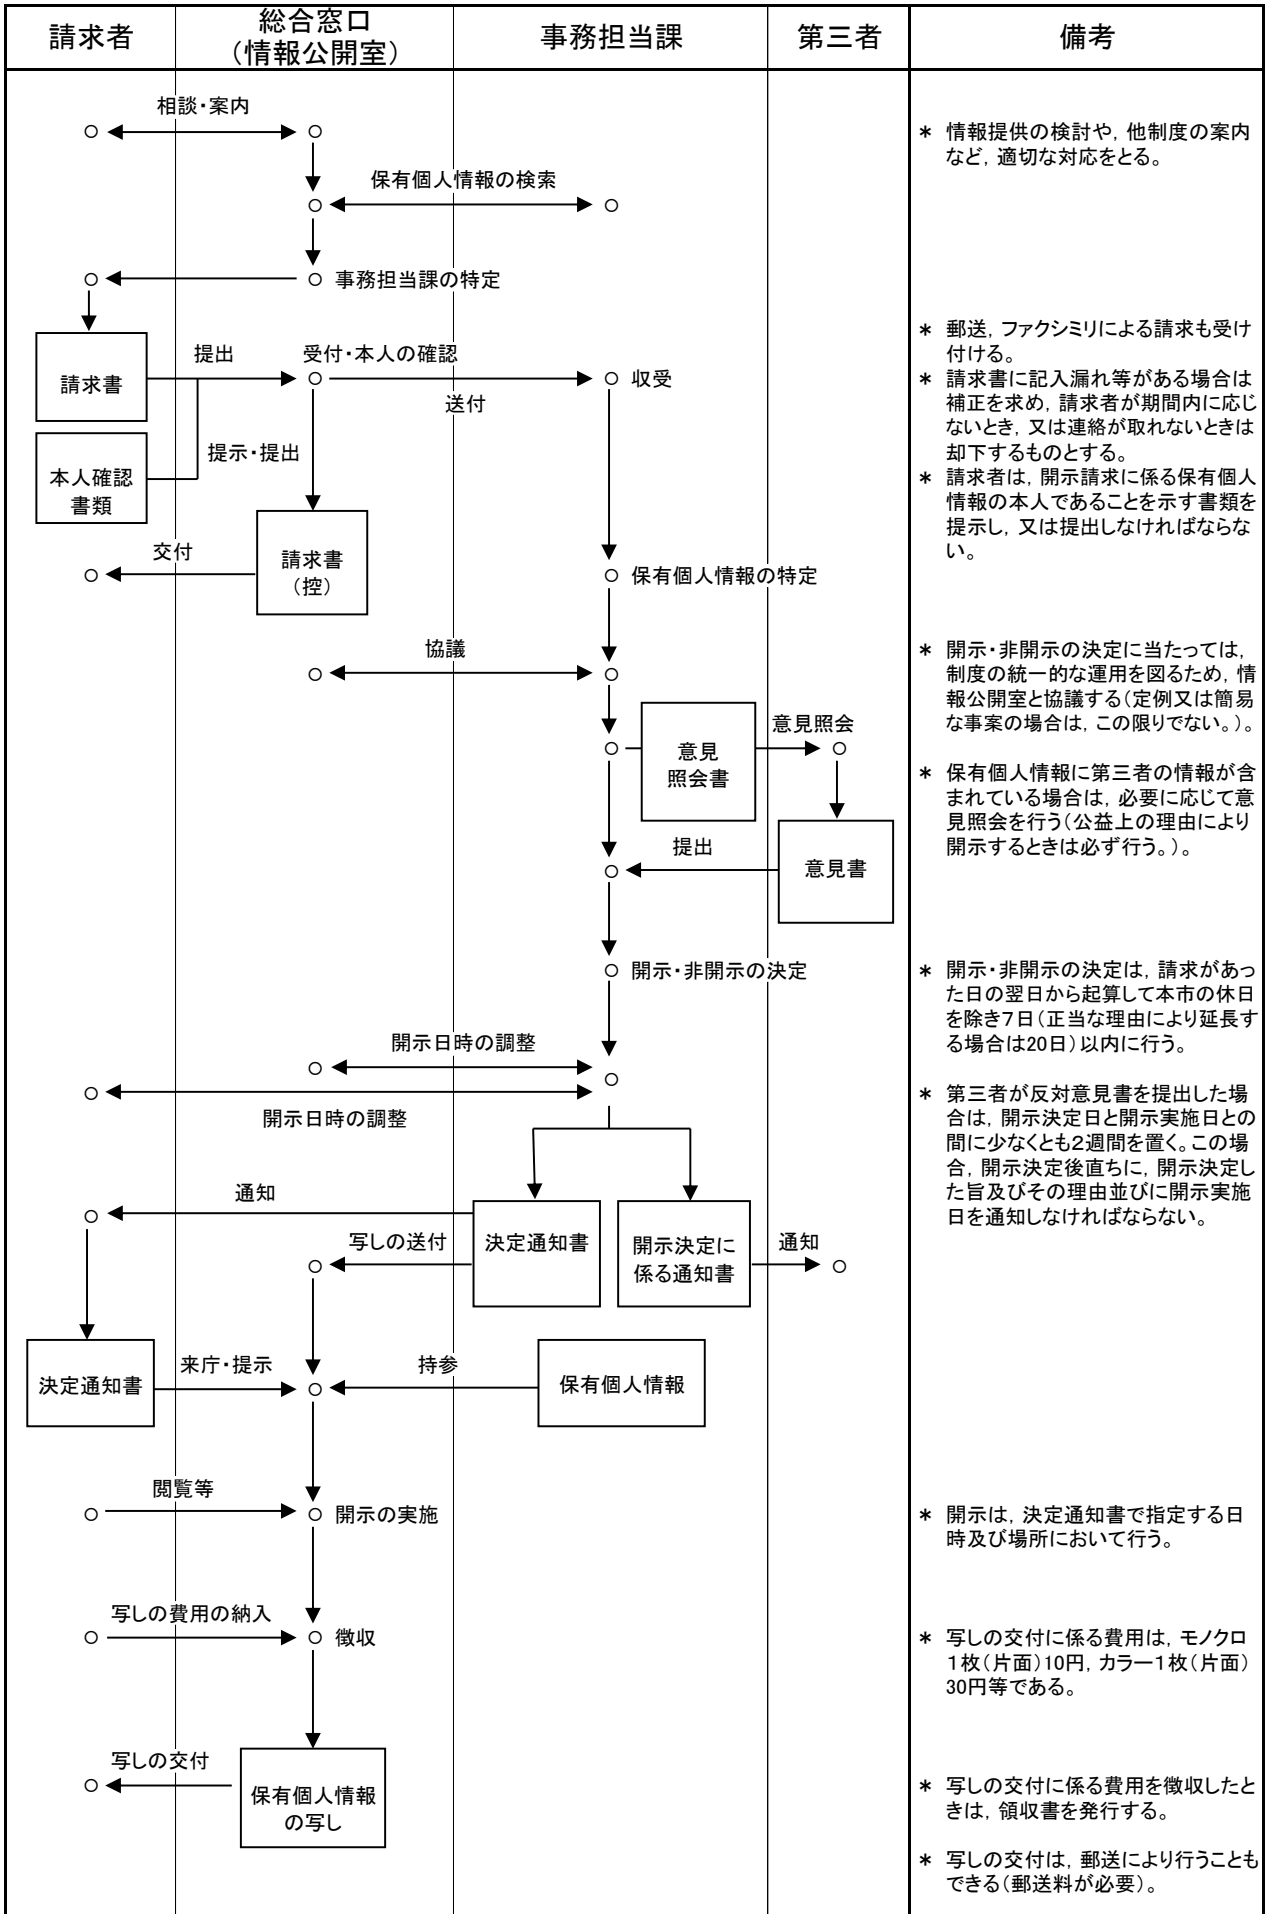 請求者
総合窓口
（情報公開室）
事務担当課
第三者
備考
相談・案内
＊ 情報提供の検討や，他制度の案内
など，適切な対応をとる。
保有個人情報の検索
事務担当課の特定
請求書
提出
受付・本人の確認
送付
収受
＊ 郵送，ファクシミリによる請求も受け
付ける。
＊ 請求書に記入漏れ等がある場合は
補正を求め，請求者が期間内に応じ
ないとき，又は連絡が取れないときは
却下するものとする。
＊ 請求者は，開示請求に係る保有個人
情報の本人であることを示す書類を
提示し，又は提出しなければならな
い。
本人確認
書類
提示・提出
交付
請求書
（控）
保有個人情報の特定
協議
＊ 開示・非開示の決定に当たっては，
制度の統一的な運用を図るため，情
報公開室と協議する（定例又は簡易
な事案の場合は，この限りでない。）。
意見
照会書
意見照会
＊ 保有個人情報に第三者の情報が含
まれている場合は，必要に応じて意
見照会を行う（公益上の理由により
開示するときは必ず行う。）。
提出
意見書
開示・非開示の決定
＊ 開示・非開示の決定は，請求があっ
た日の翌日から起算して本市の休日
を除き７日（正当な理由により延長す
る場合は20日）以内に行う。
開示日時の調整
開示日時の調整
＊ 第三者が反対意見書を提出した場
合は，開示決定日と開示実施日との
間に少なくとも２週間を置く。この場
合，開示決定後直ちに，開示決定し
た旨及びその理由並びに開示実施
日を通知しなければならない。
通知
写しの送付
決定通知書
開示決定に
係る通知書
通知
決定通知書
来庁・提示
持参
保有個人情報
閲覧等
開示の実施
＊ 開示は，決定通知書で指定する日
時及び場所において行う。
写しの費用の納入
徴収
＊ 写しの交付に係る費用は，モノクロ
１枚（片面）10円，カラー１枚（片面）
30円等である。
写しの交付
保有個人情報
の写し
＊ 写しの交付に係る費用を徴収したと
きは，領収書を発行する。
＊ 写しの交付は，郵送により行うことも
できる（郵送料が必要）。